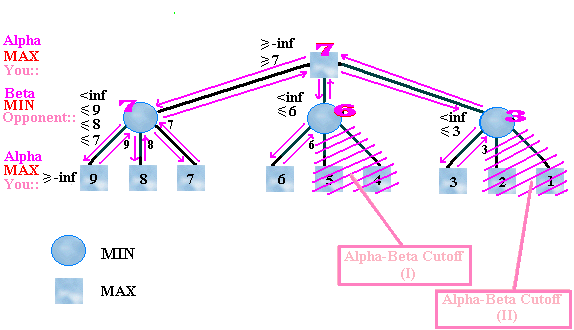 Alpha
MAX
You::
≥-inf
≥7
7
Beta
MIN
Opponent::
<inf
≤9
≤8
≤7
7
7
9
8
<inf
≤6
6
6
<inf
≤3
3
3
Alpha
MAX
You::
≥-inf
9
8
7
6
5
4
3
2
1
Alpha-Beta Cutoff
(I)
MIN
MAX
Alpha-Beta Cutoff
(II)